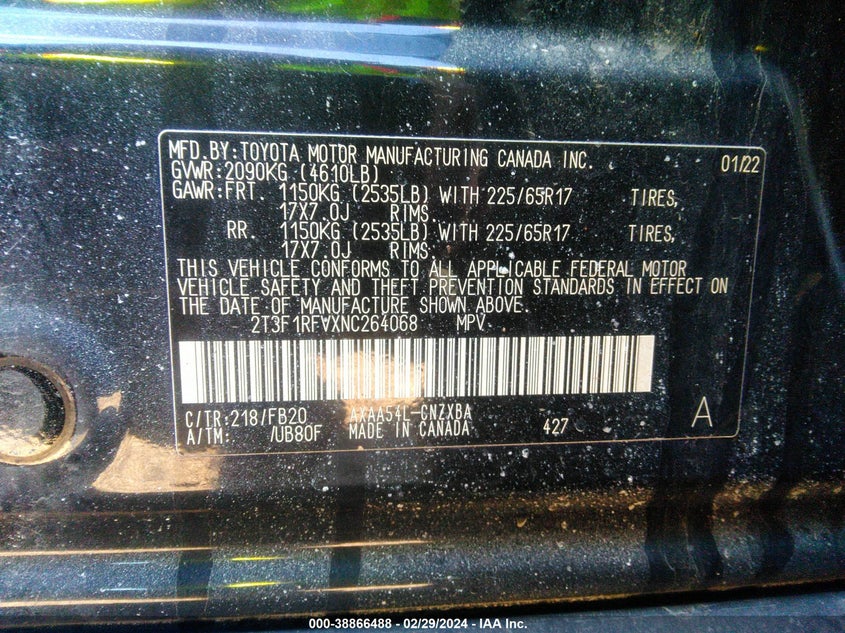 MFD.BY:TOYOTA MOTOR MANUFACTURING CANADA INC. 01/22
GVWR:2090KG (4610LB)
GAWR:FRT. 1150KG (2535LB) WITH 225/65R17 TIRES,
17X7.0J RIMS.
RR. 1150KG (2535LB) WITH 225/65R17 TIRES,
17X7.0J RIMS.
THIS VEHICLE CONFORMS TO ALL APPLICABLE FEDERAL MOTOR
VEHICLE SAFETY AND THEFT PREVENTION STANDARDS IN EFFECT ON
THE DATE OF MANUFACTURE SHOWN ABOVE.
2T3F1RFVXNC264068 MPV
C/TR:218/FB20 AXAA54L-CNZXBA
A/TM: /UB80F MADE IN CANADA 427 A
000-38866488 - 02/29/2024 - IAA Inc.